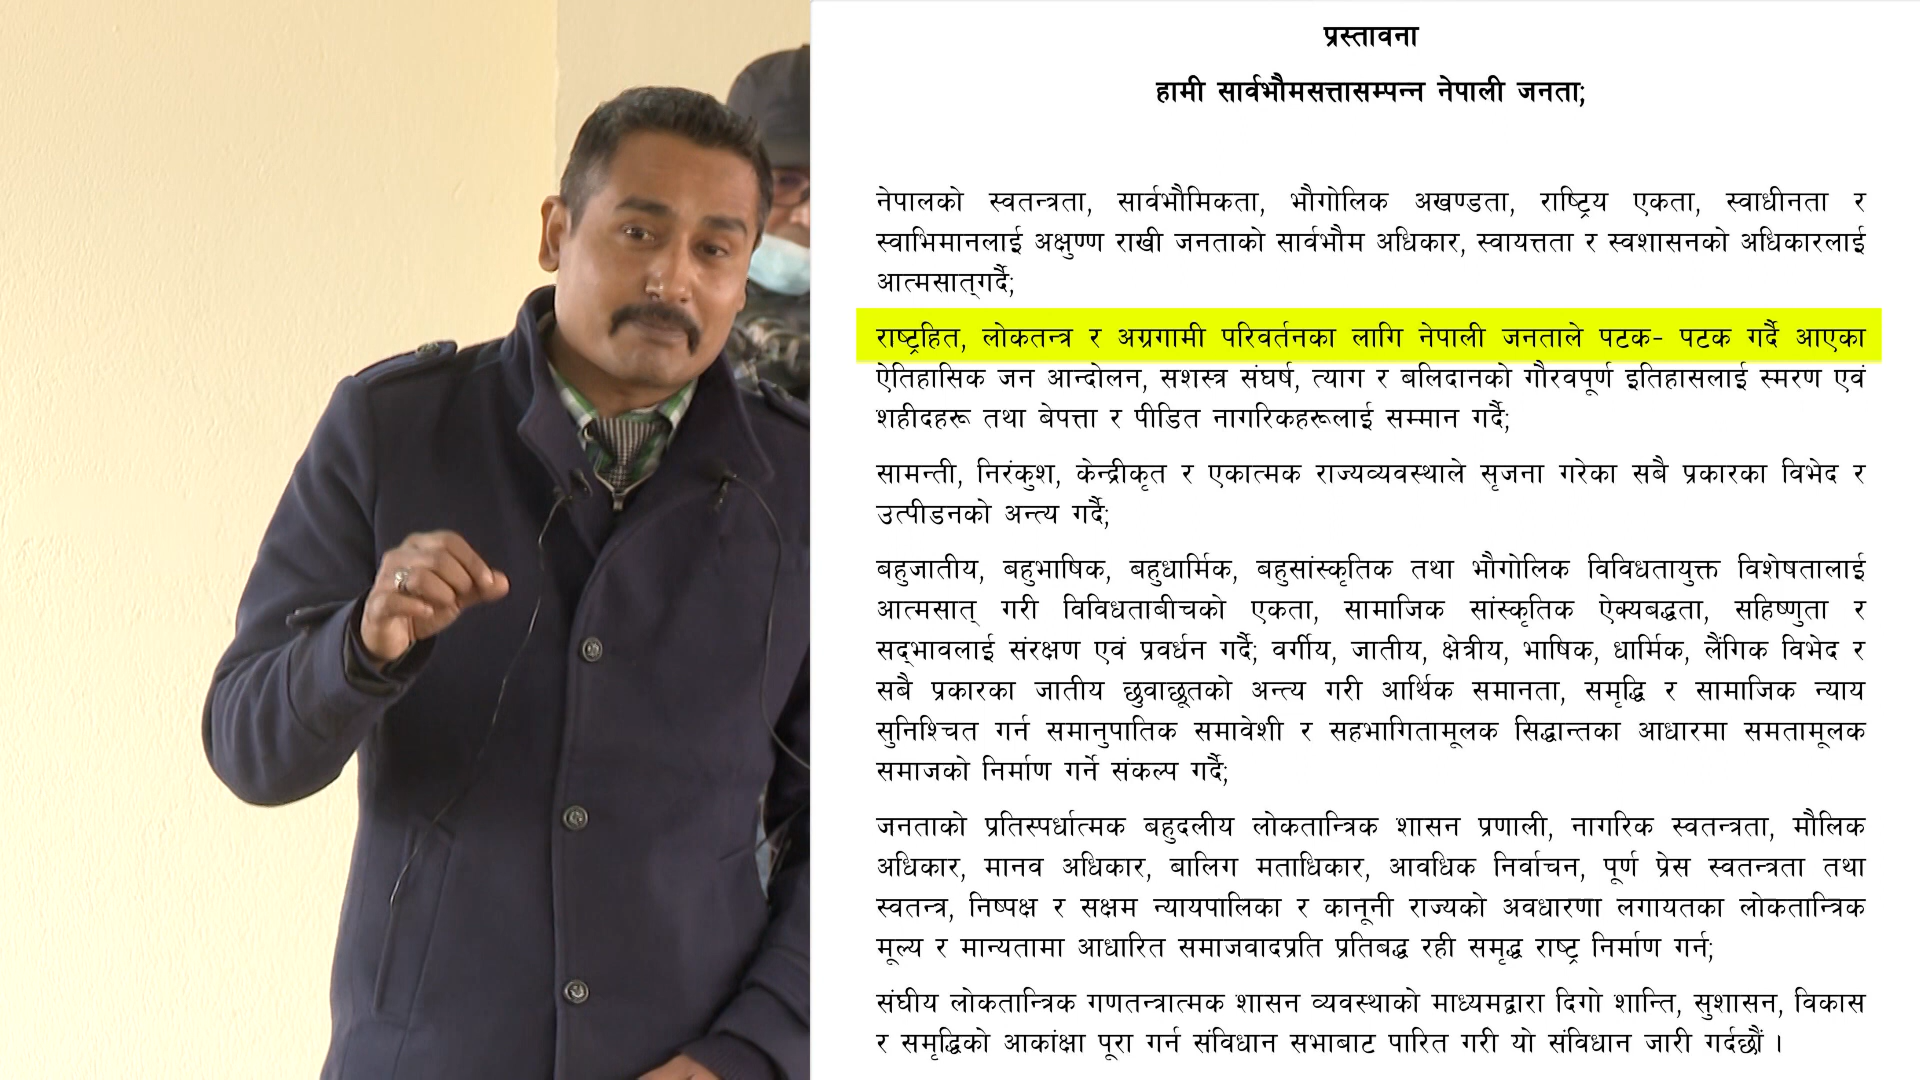 प्रस्तावना
हामी सार्वभौमसत्तासम्पन्न नेपाली जनता;
नेपालको स्वतन्त्रता, सार्वभौमिकता, भौगोलिक अखण्डता, राष्ट्रिय एकता, स्वाधीनता र
स्वाभिमानलाई अक्षुण्ण राखी जनताको सार्वभौम अधिकार, स्वायत्तता र स्वशासनको अधिकारलाई
आत्मसात्‌गर्दै;
राष्ट्रहित, लोकतन्त्र र अग्रगामी परिवर्तनका लागि नेपाली जनताले पटक- पटक गर्दै आएका
ऐतिहासिक जन आन्दोलन, सशस्त्र संघर्ष, त्याग र बलिदानको गौरवपूर्ण इतिहासलाई स्मरण एवं
शहीदहरू तथा बेपत्ता र पीडित नागरिकहरूलाई सम्मान गर्दै;
सामन्ती, निरंकुश, केन्द्रीकृत र एकात्मक राज्यव्यवस्थाले सृजना गरेका सबै प्रकारका विभेद र
उत्पीडनको अन्त्य गर्दै;
बहुजातीय, बहुभाषिक, बहुधार्मिक, बहुसांस्कृतिक तथा भौगोलिक विविधतायुक्त विशेषतालाई
आत्मसात् गरी विविधताबीचको एकता, सामाजिक सांस्कृतिक ऐक्यबद्धता, सहिष्णुता र
सद्‌भावलाई संरक्षण एवं प्रवर्धन गर्दै; वर्गीय, जातीय, क्षेत्रीय, भाषिक, धार्मिक, लैंगिक विभेद र
सबै प्रकारका जातीय छुवाछूतको अन्त्य गरी आर्थिक समानता, समृद्धि र सामाजिक न्याय
सुनिश्चित गर्न समानुपातिक समावेशी र सहभागितामूलक सिद्धान्तका आधारमा समतामूलक
समाजको निर्माण गर्ने संकल्प गर्दै;
जनताको प्रतिस्पर्धात्मक बहुदलीय लोकतान्त्रिक शासन प्रणाली, नागरिक स्वतन्त्रता, मौलिक
अधिकार, मानव अधिकार, बालिग मताधिकार, आवधिक निर्वाचन, पूर्ण प्रेस स्वतन्त्रता तथा
स्वतन्त्र, निष्पक्ष र सक्षम न्यायपालिका र कानूनी राज्यको अवधारणा लगायतका लोकतान्त्रिक
मूल्य र मान्यतामा आधारित समाजवादप्रति प्रतिबद्ध रही समृद्ध राष्ट्र निर्माण गर्न;
संघीय लोकतान्त्रिक गणतन्त्रात्मक शासन व्यवस्थाको माध्यमद्वारा दिगो शान्ति, सुशासन, विकास
र समृद्धिको आकांक्षा पूरा गर्न संविधान सभाबाट पारित गरी यो संविधान जारी गर्दछौं ।